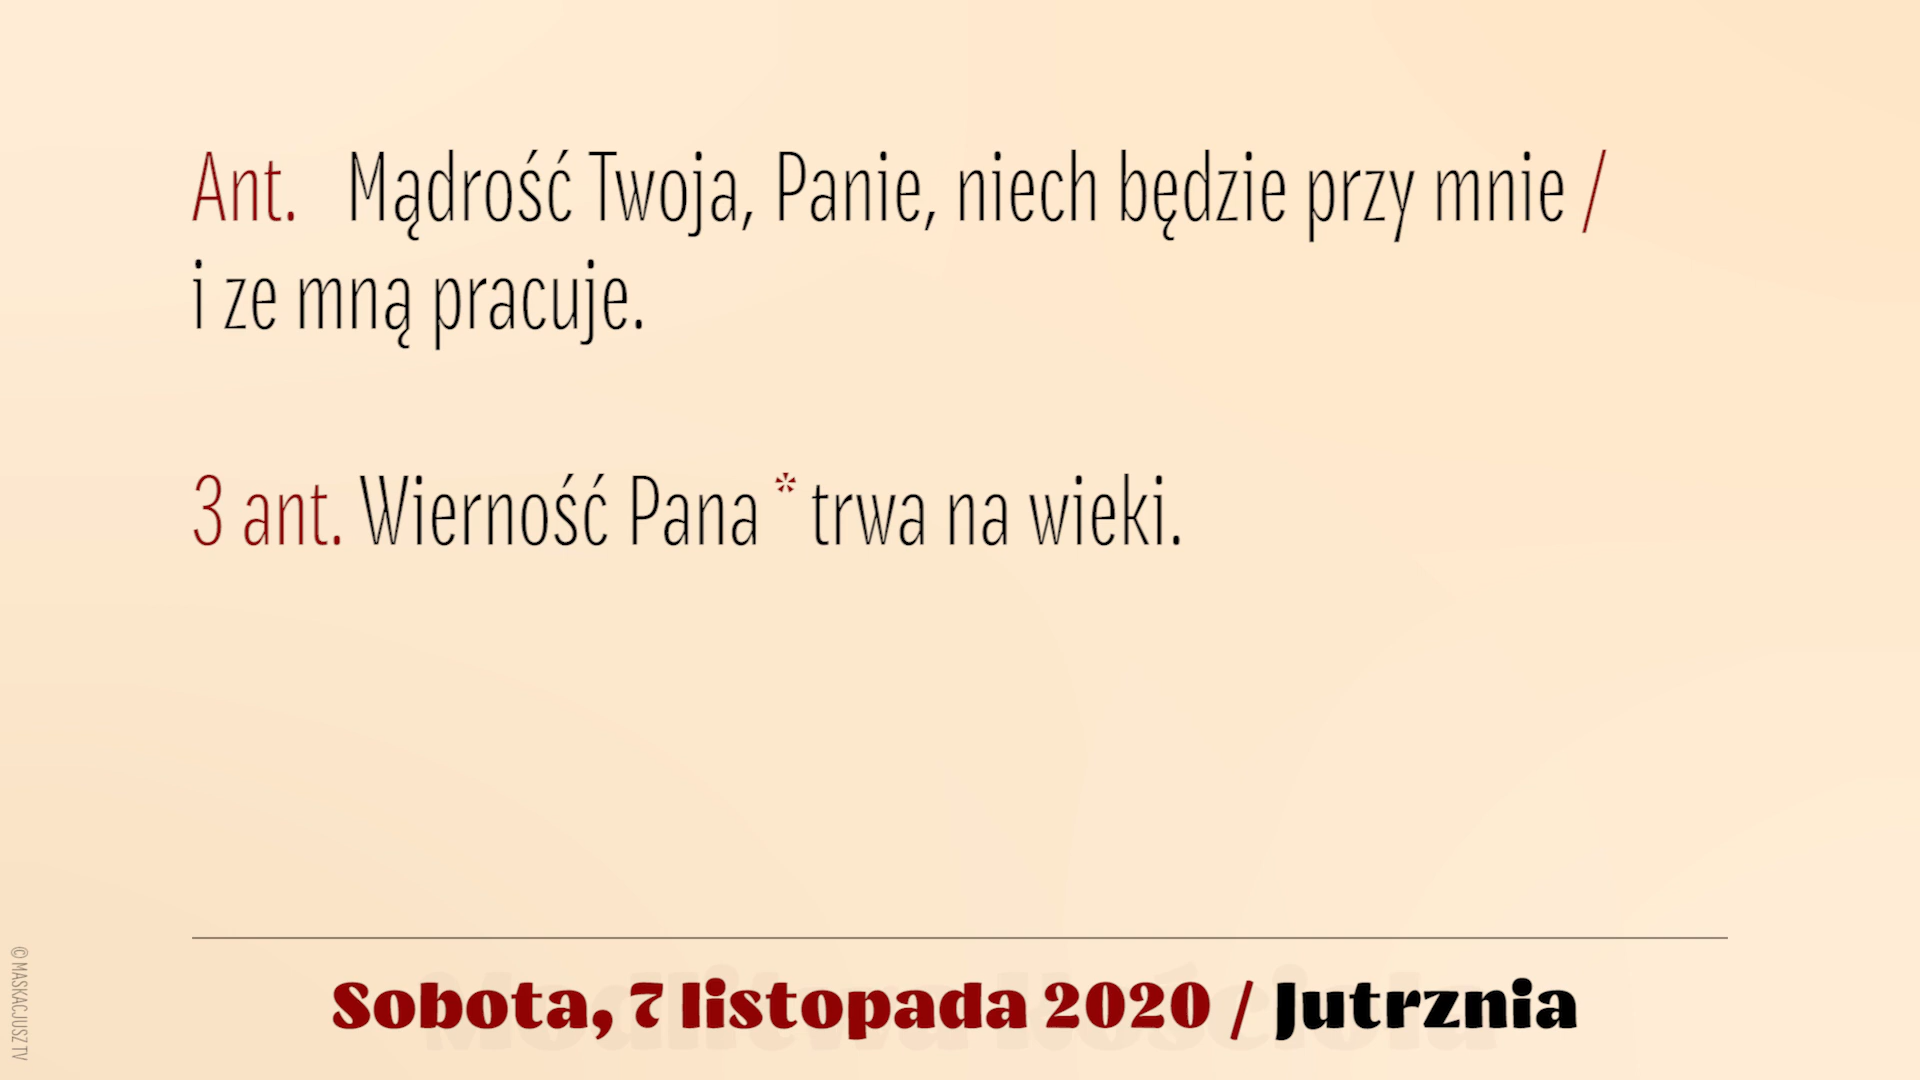 Ant. Mądrość Twoja, Panie, niech będzie przy mnie /
i ze mną pracuje.
3 ant. Wierność Pana * trwa na wieki.
Sobota, 7 listopada 2020 / Jutrznia
© MASKACJUSZ TV